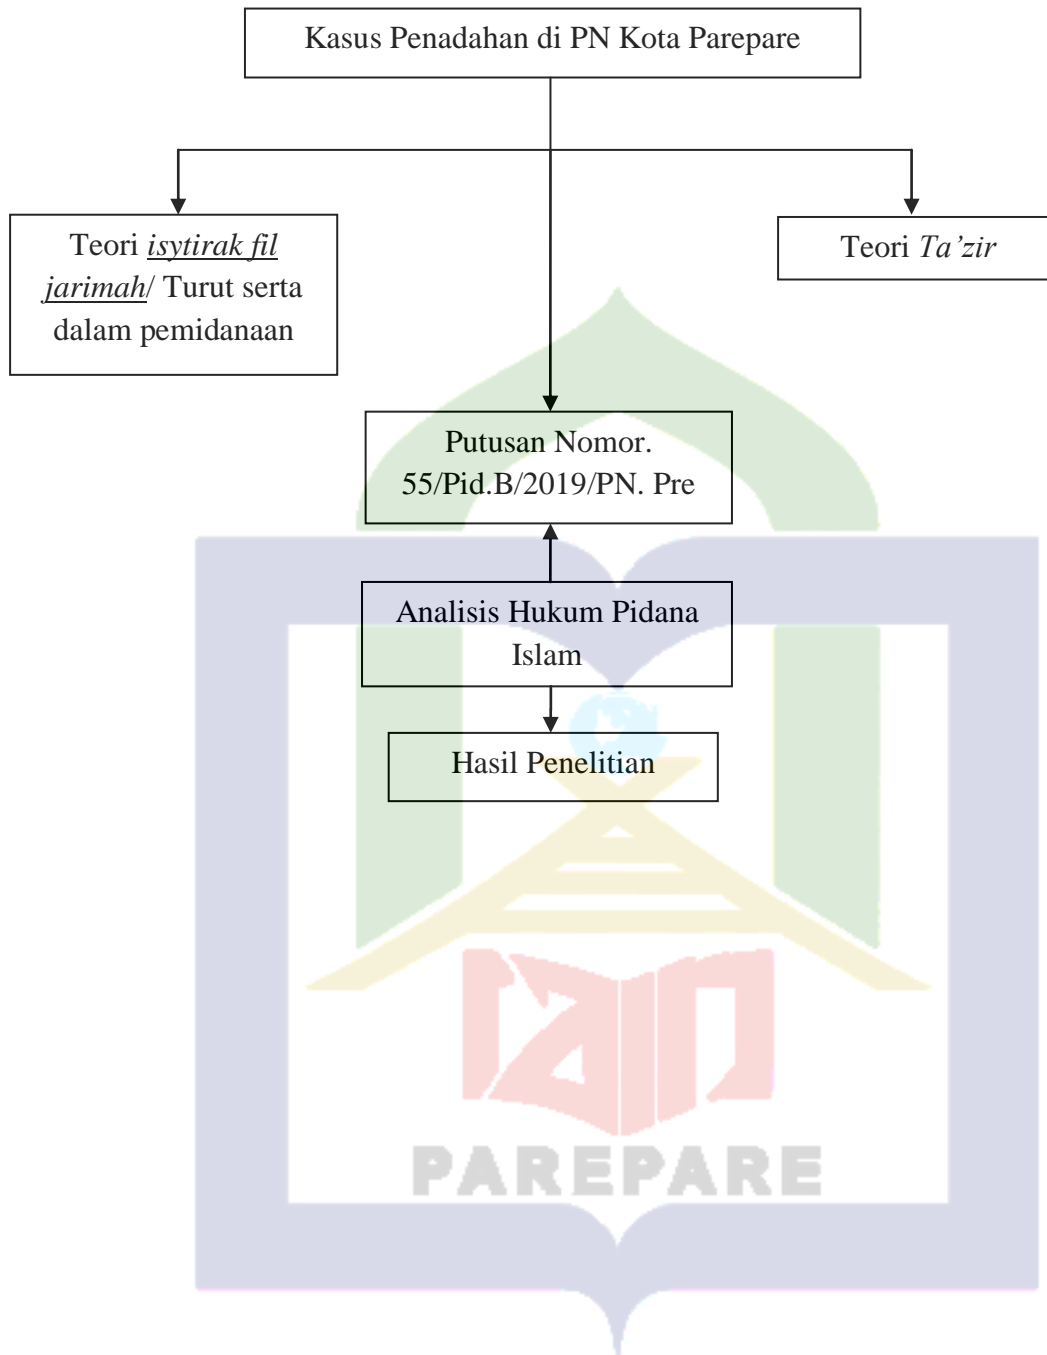 Kasus Penadahan di PN Kota Parepare
Teori isytirak fil
jarimah/ Turut serta
dalam pemidanaan
Teori Ta’zir
Putusan Nomor.
55/Pid.B/2019/PN. Pre
Analisis Hukum Pidana
Islam
Hasil Penelitian
iain
PAREPARE